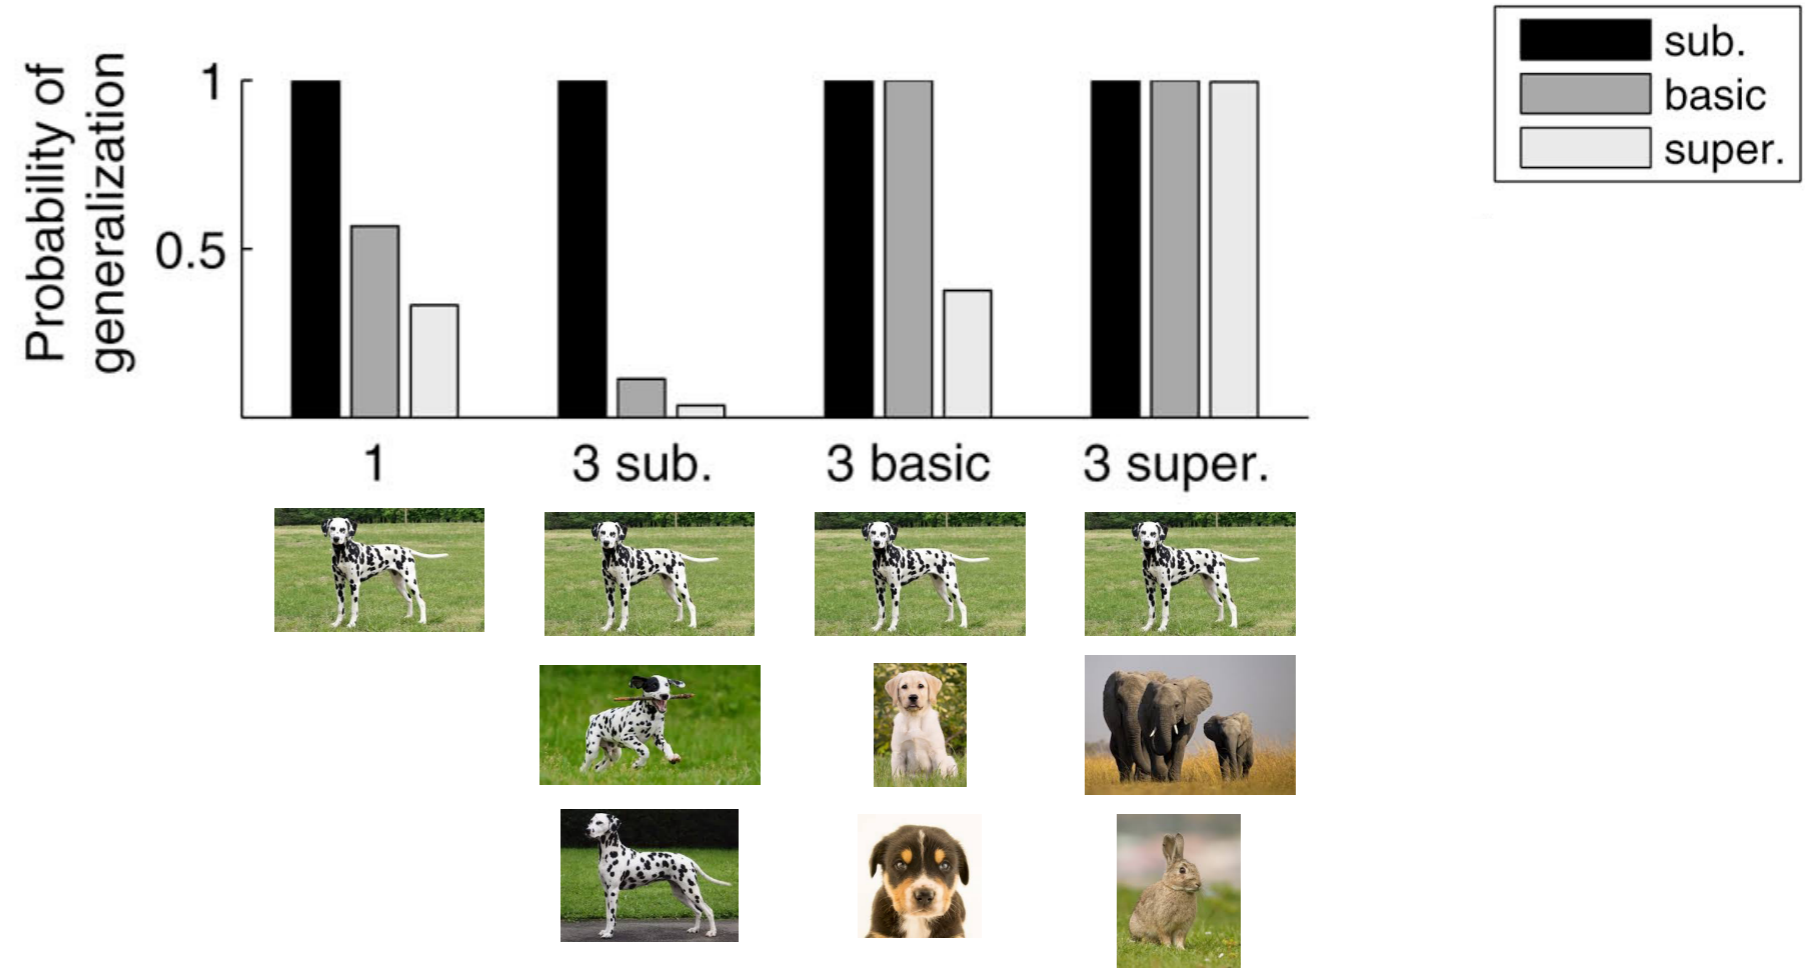 Probability of
generalization
1
0.5
1
3 sub.
3 basic
3 super.
sub.
basic
super.